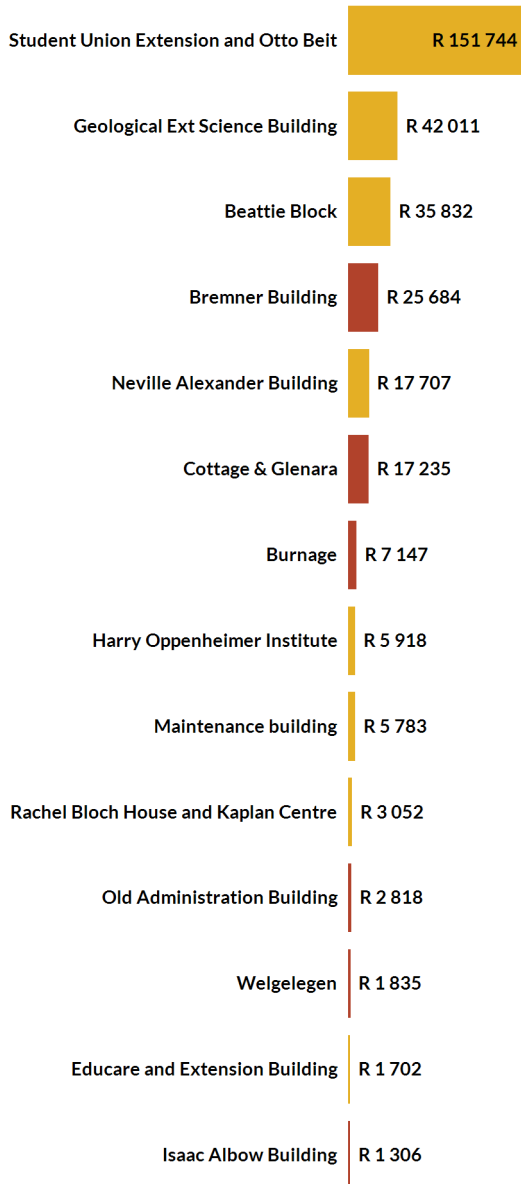 Student Union Extension and Otto Beit R 151 744
Geological Ext Science Building R 42 011
Beattie Block R 35 832
Bremner Building R 25 684
Neville Alexander Building R 17 707
Cottage & Glenara R 17 235
Burnage R 7 147
Harry Oppenheimer Institute R 5 918
Maintenance building R 5 783
Rachel Bloch House and Kaplan Centre R 3 052
Old Administration Building R 2 818
Welgelegen R 1 835
Educare and Extension Building R 1 702
Isaac Albow Building R 1 306